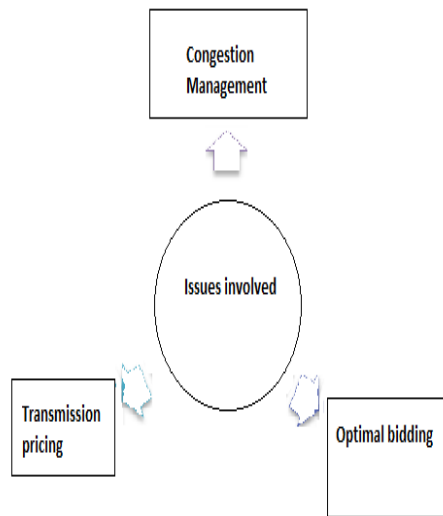 Congestion
Management
Issues involved
Transmission
pricing
Optimal bidding